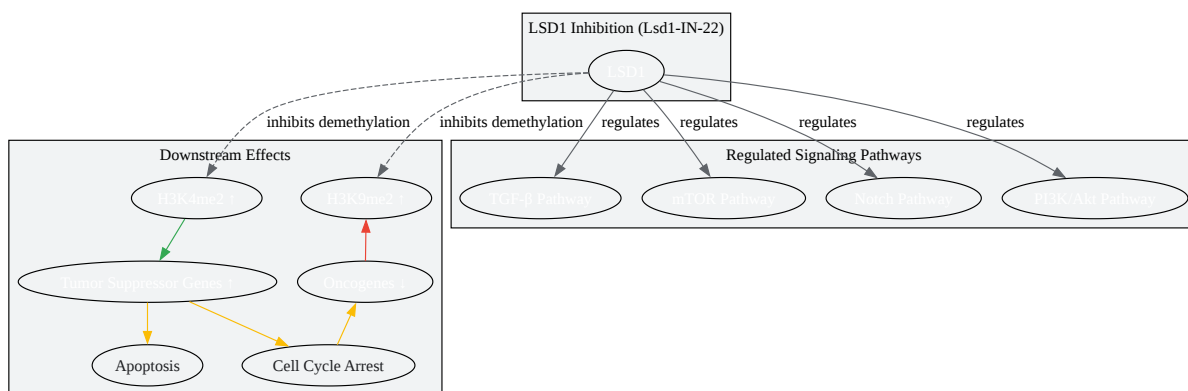 LSD1 Inhibition (Lsd1-IN-22)
LSD1
inhibits demethylation
inhibits demethylation
regulates
regulates
regulates
regulates
Downstream Effects
Regulated Signaling Pathways
H3K4me2 ↑
H3K9me2 ↑
TGF-β Pathway
mTOR Pathway
Notch Pathway
PI3K/Akt Pathway
Tumor Suppressor Genes ↑
Oncogenes ↓
Apoptosis
Cell Cycle Arrest